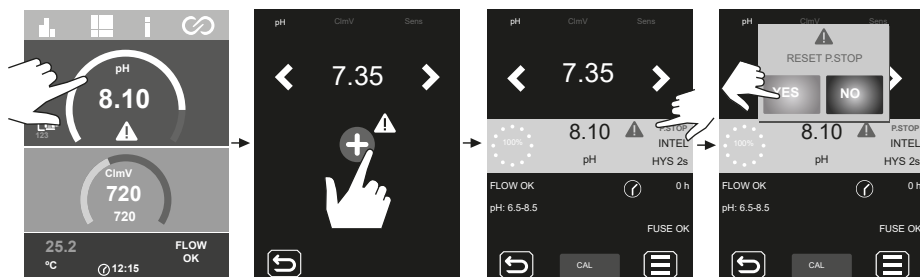 pH
8.10
123
ClmV
720
720
25.2
ºC
12:15
FLOW
OK
pH ClmV Sens
7.35
pH ClmV Sens
7.35
100%
8.10
pH
P.STOP
INTEL
HYS 2s
FLOW OK
0 h
pH: 6.5-8.5
FUSE OK
CAL
pH ClmV Sens
RESET P.STOP
YES NO
100%
8.10
pH
P.STOP
INTEL
HYS 2s
FLOW OK
0 h
pH: 6.5-8.5
FUSE OK
CAL